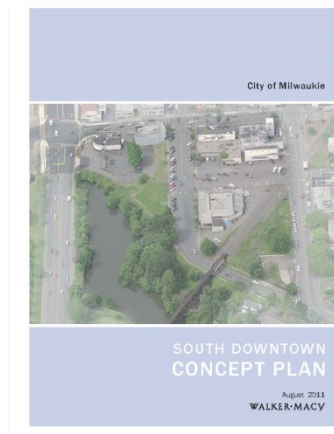 City of Milwaukie
SOUTH DOWNTOWN
CONCEPT PLAN
August 2011
WALKER•MACY